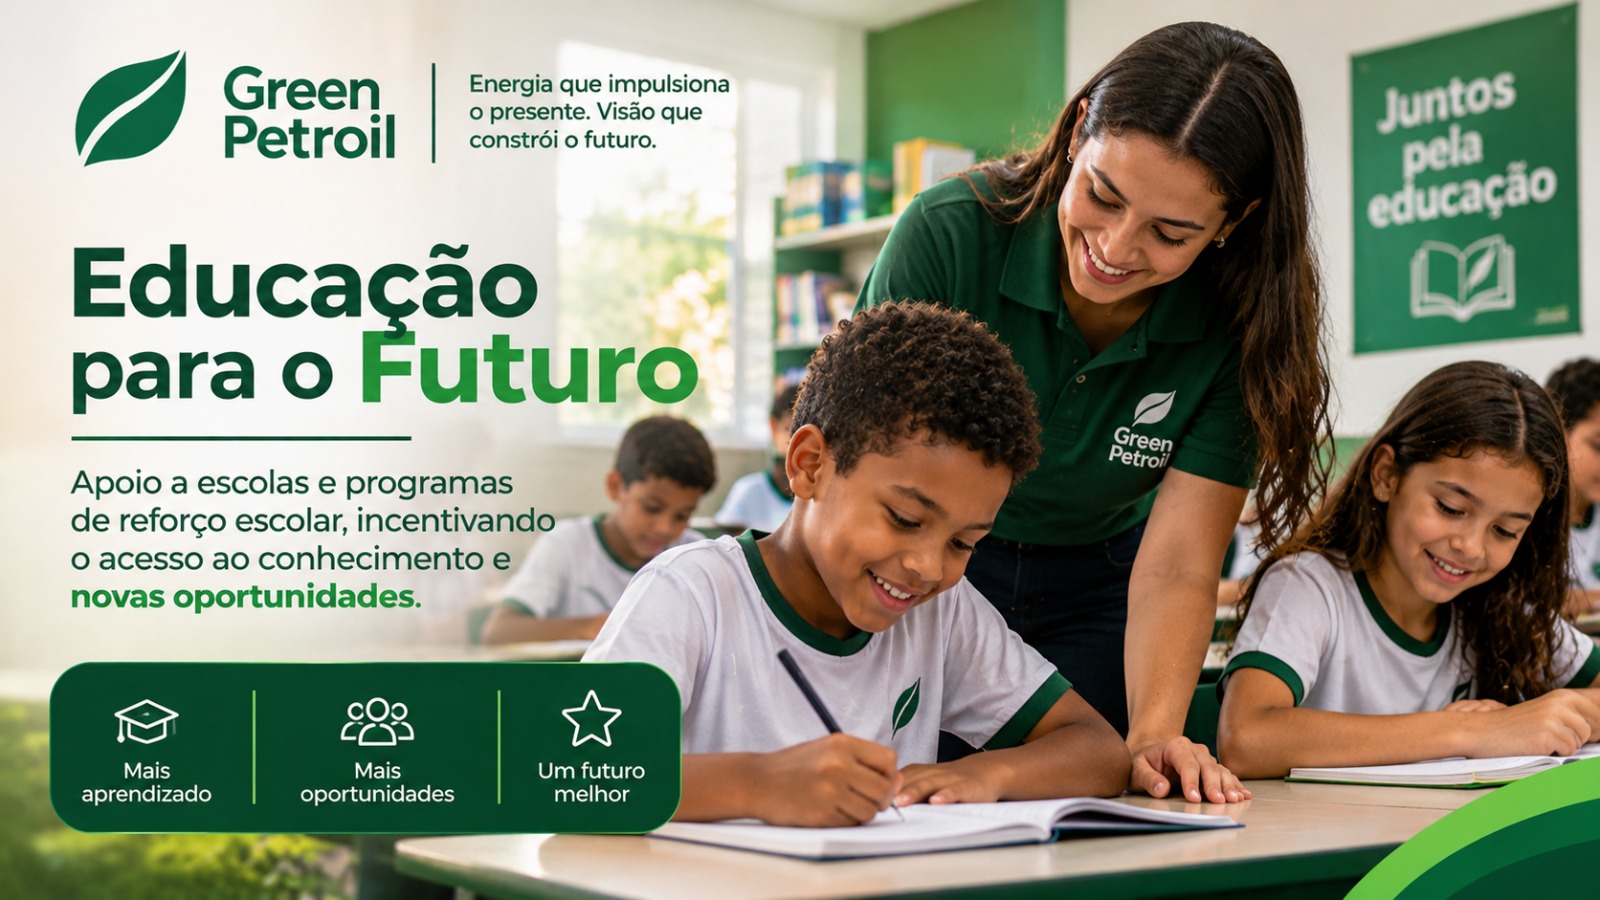 Green
Petroil
Energia que impulsiona
o presente. Visão que
constrói o futuro.
Educação
para o Futuro
Apoio a escolas e programas
de reforço escolar, incentivando
o acesso ao conhecimento e
novas oportunidades.
Mais
aprendizado
Mais
oportunidades
Um futuro
melhor
Juntos
pela
educação
Green
Petroil